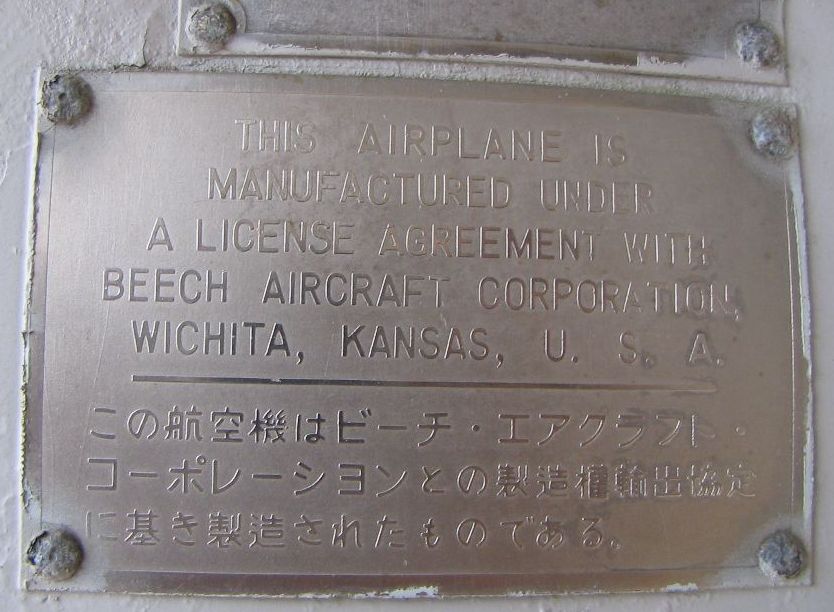 THIS AIRPLANE IS
MANUFACTURED UNDER
A LICENSE AGREEMENT WITH
BEECH AIRCRAFT CORPORATION,
WICHITA, KANSAS, U. S. A.
この航空機はビーチ・エアクラフト・
コーポレーションとの製造權輸出協定
に基き製造されたものである。